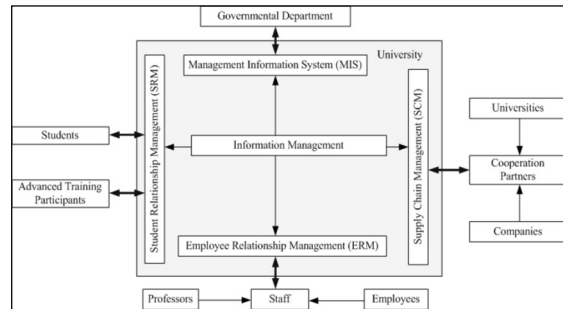 Governmental Department
University
Management Information System (MIS)
Student Relationship Management (SRM)
Supply Chain Management (SCM)
Universities
Students
Information Management
Cooperation
Partners
Advanced Training
Participants
Companies
Employee Relationship Management (ERM)
Professors
Staff
Employees